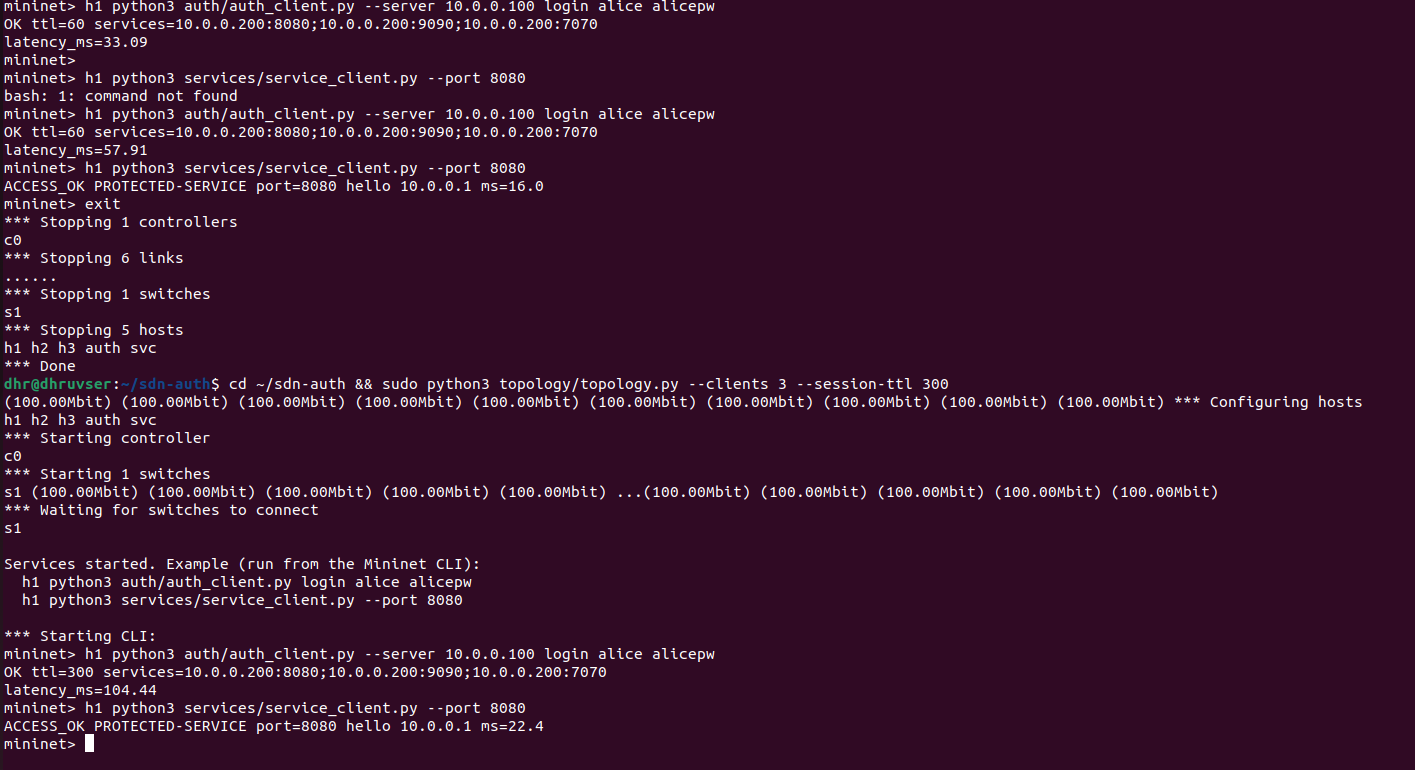 mininet> h1 python3 auth/auth_client.py --server 10.0.0.100 login alice alicepw
OK ttl=60 services=10.0.0.200:8080;10.0.0.200:9090;10.0.0.200:7070
latency_ms=33.09
mininet>
mininet> h1 python3 services/service_client.py --port 8080
bash: 1: command not found
mininet> h1 python3 auth/auth_client.py --server 10.0.0.100 login alice alicepw
OK ttl=60 services=10.0.0.200:8080;10.0.0.200:9090;10.0.0.200:7070
latency_ms=57.91
mininet> h1 python3 services/service_client.py --port 8080
ACCESS_OK PROTECTED-SERVICE port=8080 hello 10.0.0.1 ms=16.0
mininet> exit
*** Stopping 1 controllers
c0
*** Stopping 6 links
......
*** Stopping 1 switches
s1
*** Stopping 5 hosts
h1 h2 h3 auth svc
*** Done
dhr@dhruvser:~/sdn-auth$ cd ~/sdn-auth && sudo python3 topology/topology.py --clients 3 --session-ttl 300
(100.00Mbit) (100.00Mbit) (100.00Mbit) (100.00Mbit) (100.00Mbit) (100.00Mbit) (100.00Mbit) (100.00Mbit) (100.00Mbit) (100.00Mbit) *** Configuring hosts
h1 h2 h3 auth svc
*** Starting controller
c0
*** Starting 1 switches
s1 (100.00Mbit) (100.00Mbit) (100.00Mbit) (100.00Mbit) (100.00Mbit) ...(100.00Mbit) (100.00Mbit) (100.00Mbit) (100.00Mbit) (100.00Mbit)
*** Waiting for switches to connect
s1
Services started. Example (run from the Mininet CLI):
h1 python3 auth/auth_client.py login alice alicepw
h1 python3 services/service_client.py --port 8080
*** Starting CLI:
mininet> h1 python3 auth/auth_client.py --server 10.0.0.100 login alice alicepw
OK ttl=300 services=10.0.0.200:8080;10.0.0.200:9090;10.0.0.200:7070
latency_ms=104.44
mininet> h1 python3 services/service_client.py --port 8080
ACCESS_OK PROTECTED-SERVICE port=8080 hello 10.0.0.1 ms=22.4
mininet>